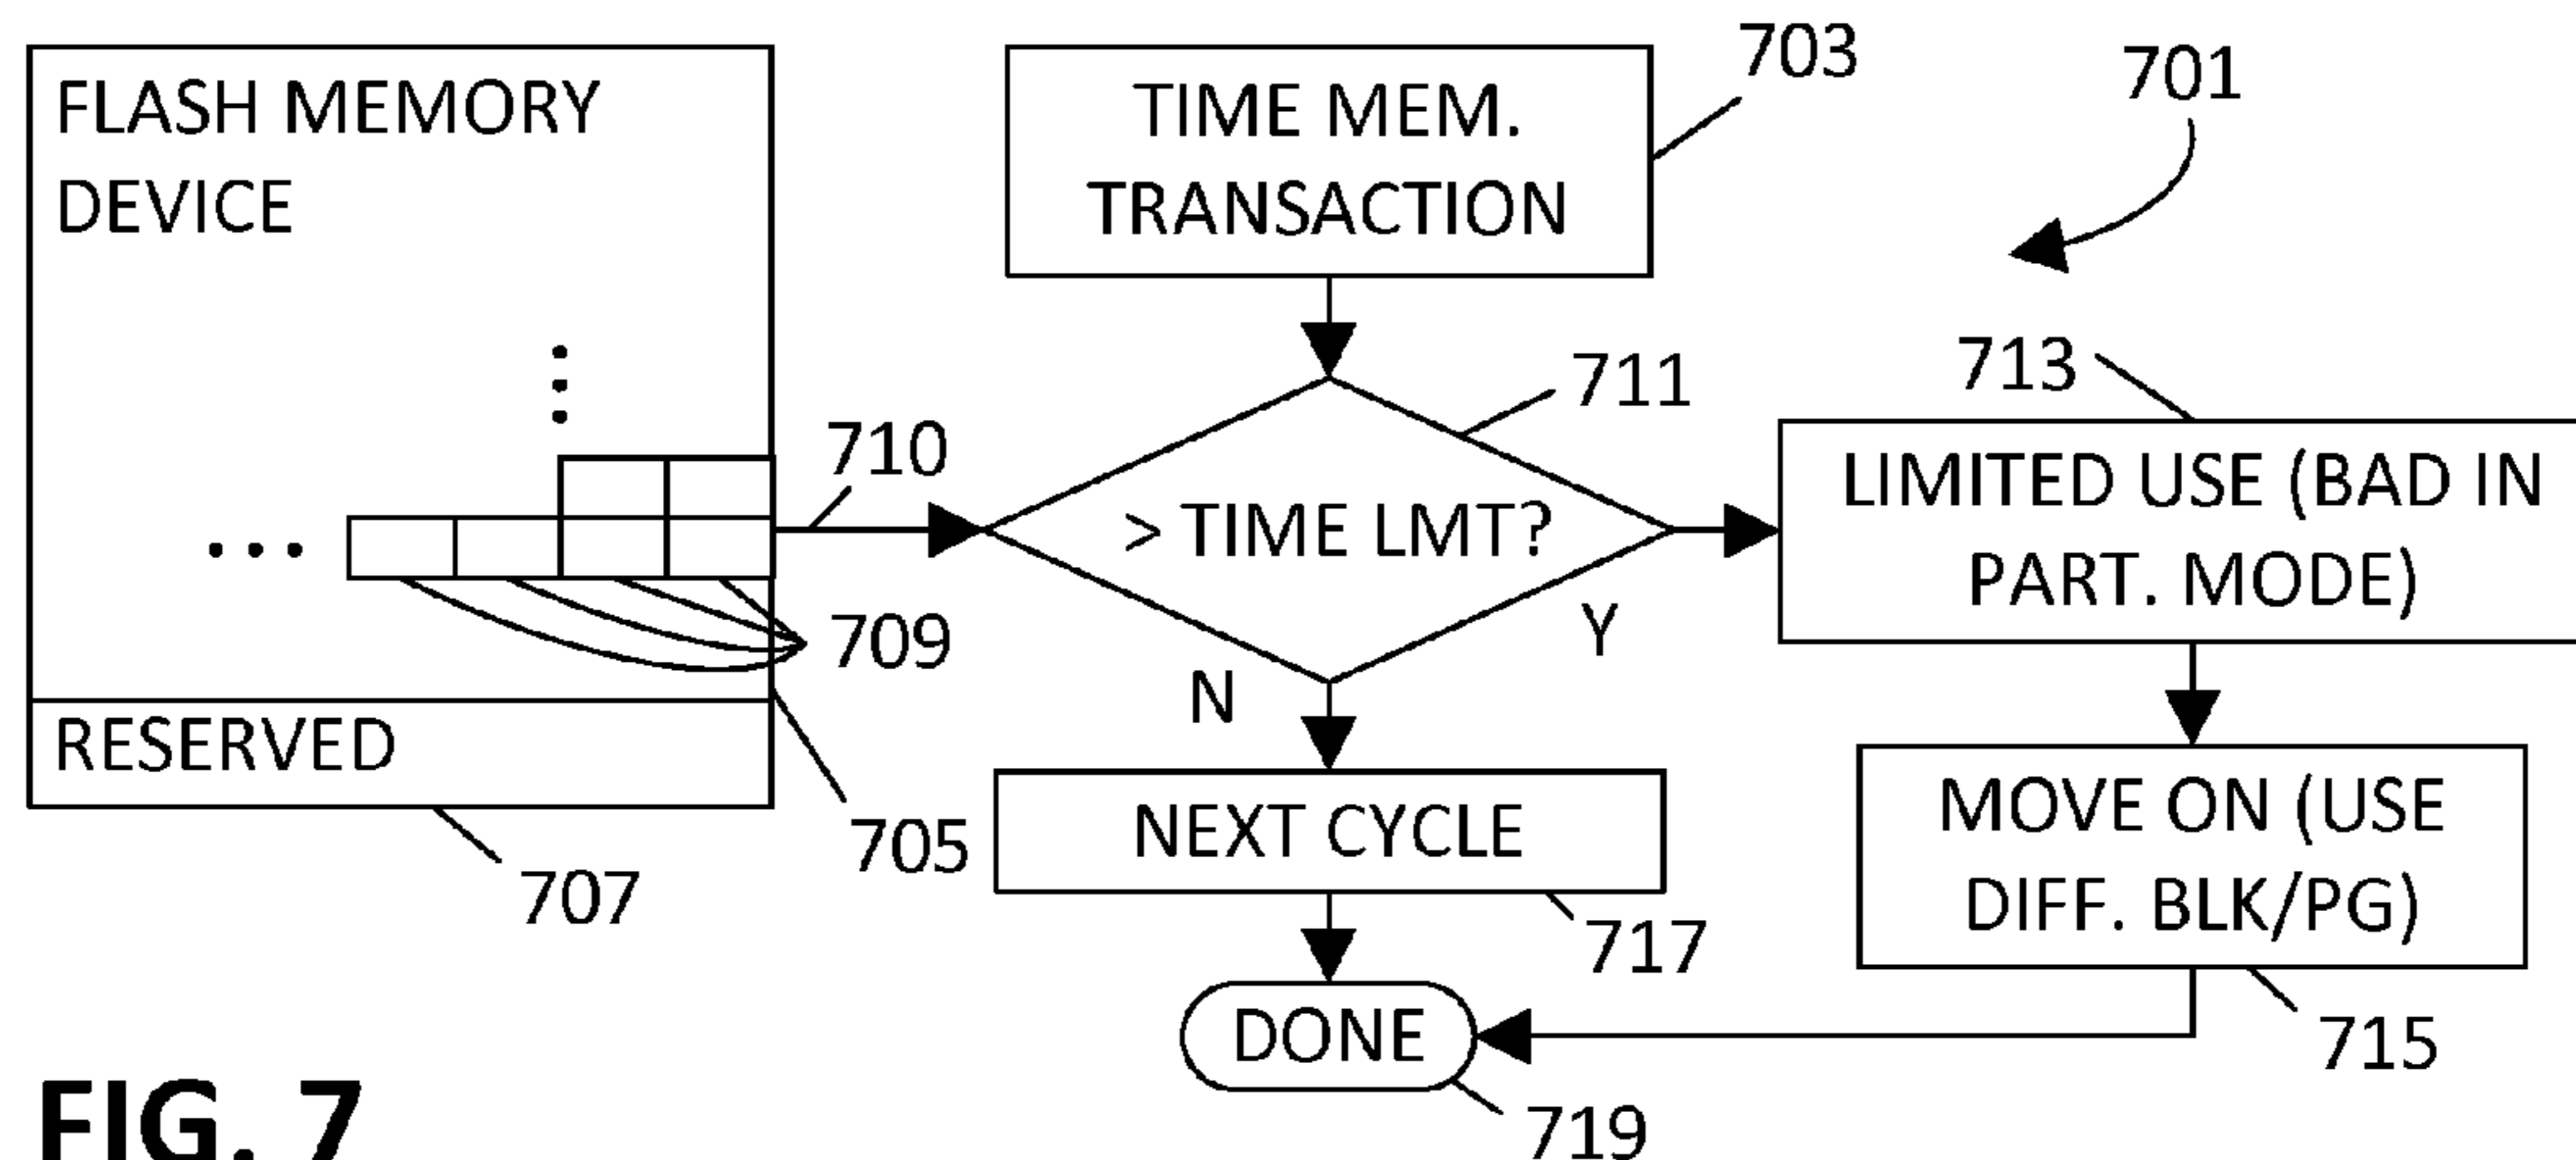 FLASH MEMORY
DEVICE
RESERVED
707
705
709
710
TIME MEM.
TRANSACTION
703
701
> TIME LMT?
711
Y
N
LIMITED USE (BAD IN
PART. MODE)
713
MOVE ON (USE
DIFF. BLK/PG)
715
NEXT CYCLE
717
DONE
719
FIG. 7